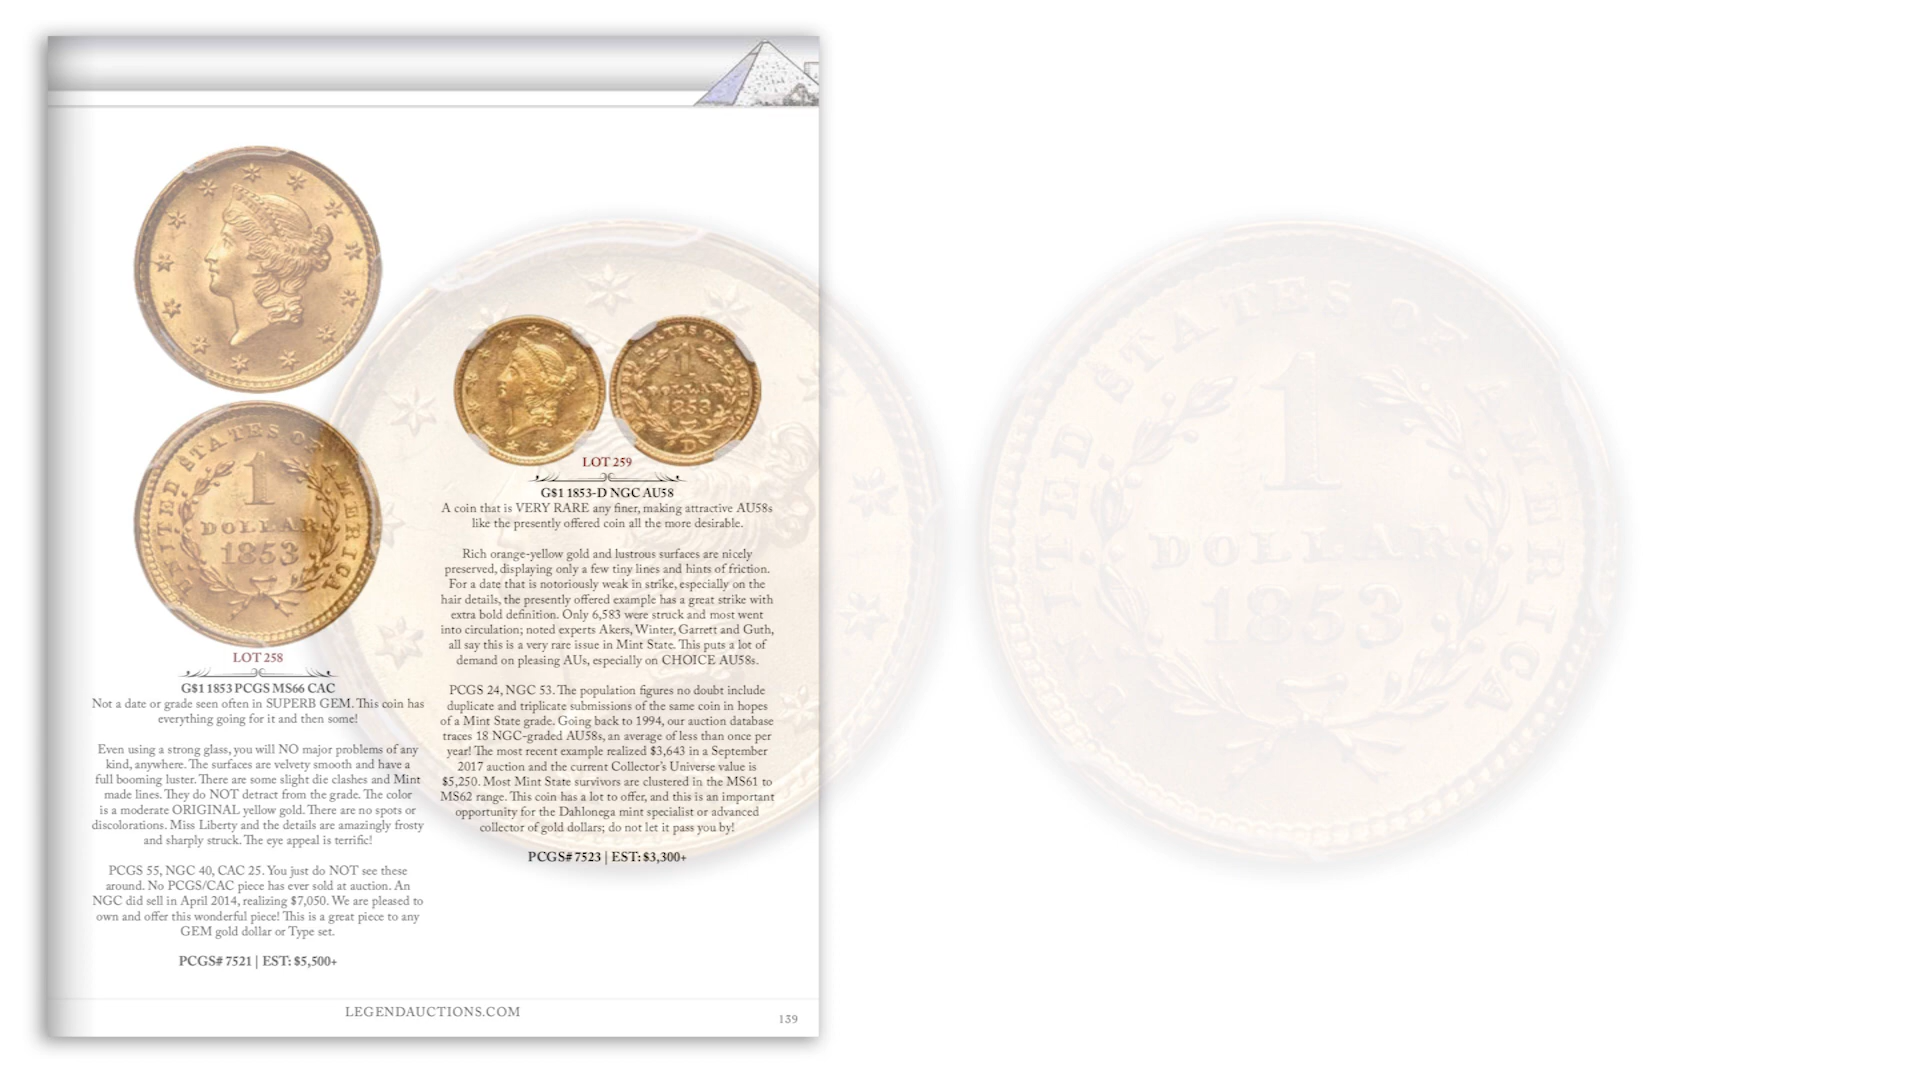 UNITED STATES OF AMERICA
1
DOLLAR
1853
LOT 258
G$1 1853 PCGS MS66 CAC
Not a date or grade seen often in SUPERB GEM. This coin has
everything going for it and then some!
Even using a strong glass, you will NO major problems of any
kind, anywhere. The surfaces are velvety smooth and have a
full booming luster. There are some slight die clashes and Mint
made lines. They do NOT detract from the grade. The color
is a moderate ORIGINAL yellow gold. There are no spots or
discolorations. Miss Liberty and the details are amazingly frosty
and sharply struck. The eye appeal is terrific!
PCGS 55, NGC 40, CAC 25. You just do NOT see these
around. No PCGS/CAC piece has ever sold at auction. An
NGC did sell in April 2014, realizing $7,050. We are pleased to
own and offer this wonderful piece! This is a great piece to any
GEM gold dollar or Type set.
PCGS# 7521 | EST: $5,500+
STATES OF AMERICA
1
DOLLAR
1853
D
LOT 259
G$1 1853-D NGC AU58
A coin that is VERY RARE any finer, making attractive AU58s
like the presently offered coin all the more desirable.
Rich orange-yellow gold and lustrous surfaces are nicely
preserved, displaying only a few tiny lines and hints of friction.
For a date that is notoriously weak in strike, especially on the
hair details, the presently offered example has a great strike with
extra bold definition. Only 6,583 were struck and most went
into circulation; noted experts Akers, Winter, Garrett and Guth,
all say this is a very rare issue in Mint State. This puts a lot of
demand on pleasing AUs, especially on CHOICE AU58s.
PCGS 24, NGC 53. The population figures no doubt include
duplicate and triplicate submissions of the same coin in hopes
of a Mint State grade. Going back to 1994, our auction database
traces 18 NGC-graded AU58s, an average of less than once per
year! The most recent example realized $3,643 in a September
2017 auction and the current Collector's Universe value is
$5,250. Most Mint State survivors are clustered in the MS61 to
MS62 range. This coin has a lot to offer, and this is an important
opportunity for the Dahlonega mint specialist or advanced
collector of gold dollars; do not let it pass you by!
PCGS# 7523 | EST: $3,300+
LEGENDAUCTIONS.COM
139
STATES OF AMERICA
1
DOLLAR
1853